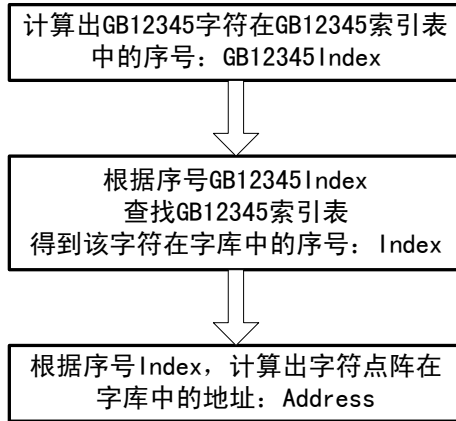 计算出GB12345字符在GB12345索引表
中的序号：GB12345Index
根据序号GB12345Index
查找GB12345索引表
得到该字符在字库中的序号：Index
根据序号Index，计算出字符点阵在
字库中的地址：Address